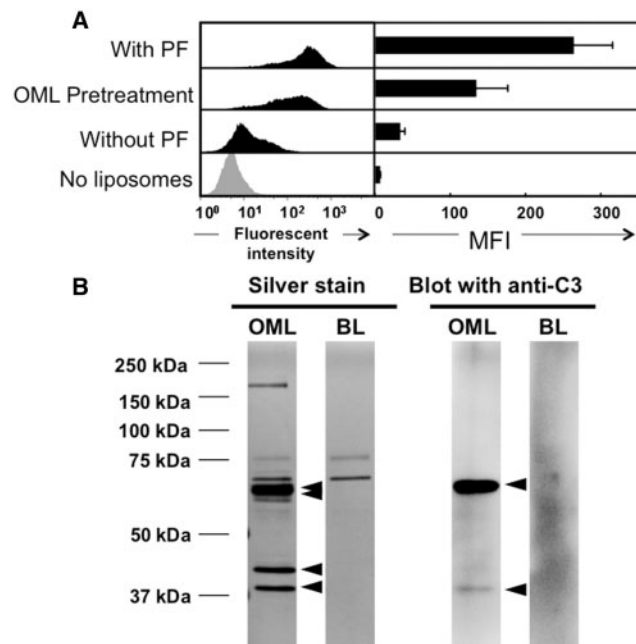 A
With PF
OML Pretreatment
Without PF
No liposomes
10⁰ 10¹ 10² 10³ 0 100 200 300
Fluorescent intensity
MFI
B
Silver stain Blot with anti-C3
OML BL OML BL
250 kDa
150 kDa
100 kDa
75 kDa
50 kDa
37 kDa